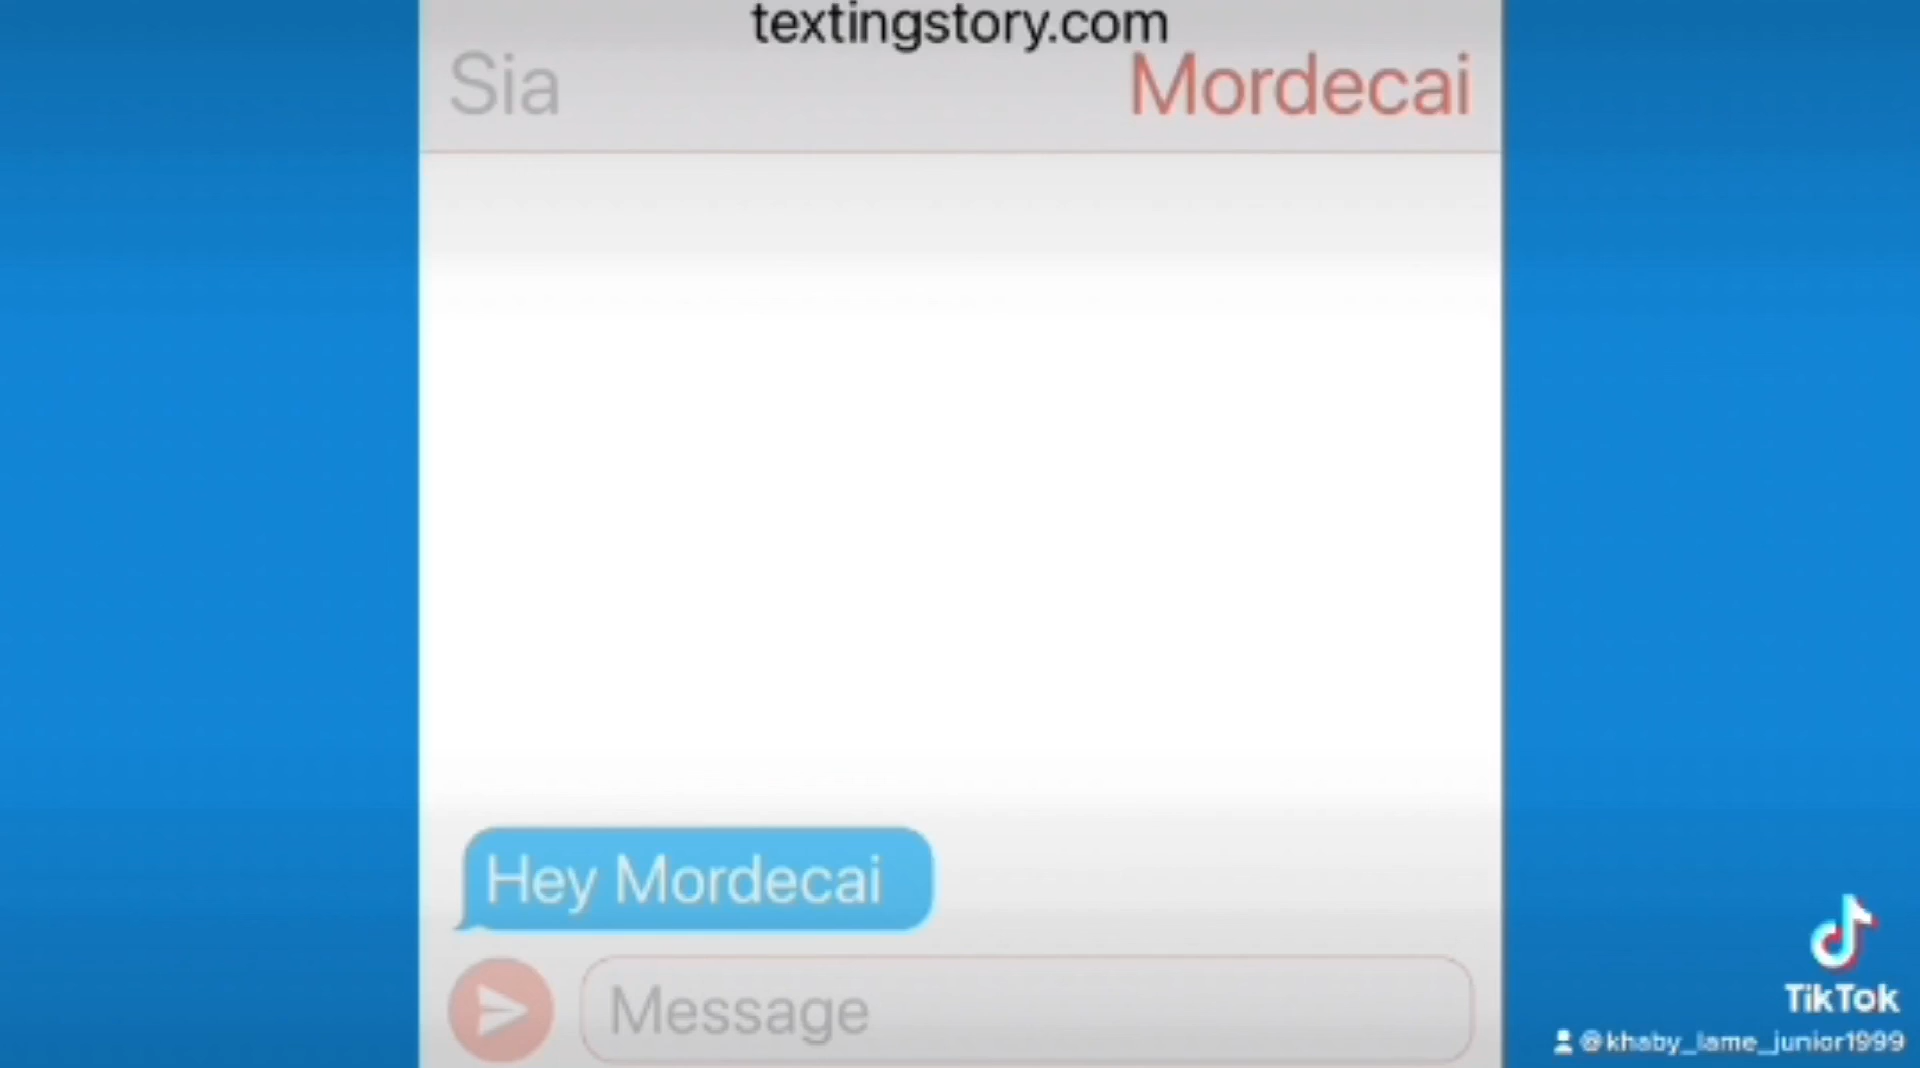 textingstory.com
Sia
Mordecai
Hey Mordecai
Message
TikTok
@khaby_lame_junior1999